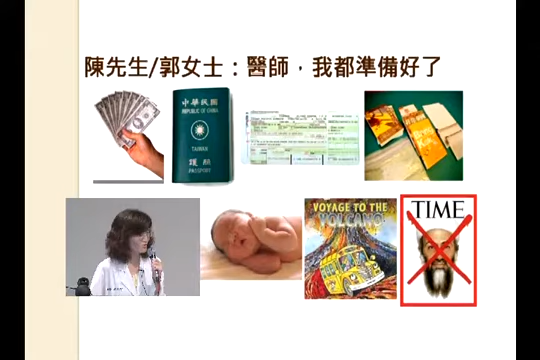 陳先生/郭女士：醫師，我都準備好了
中華民國
REPUBLIC OF CHINA
TAIWAN
護照
PASSPORT
VOYAGE TO THE
VOLCANO
TIME